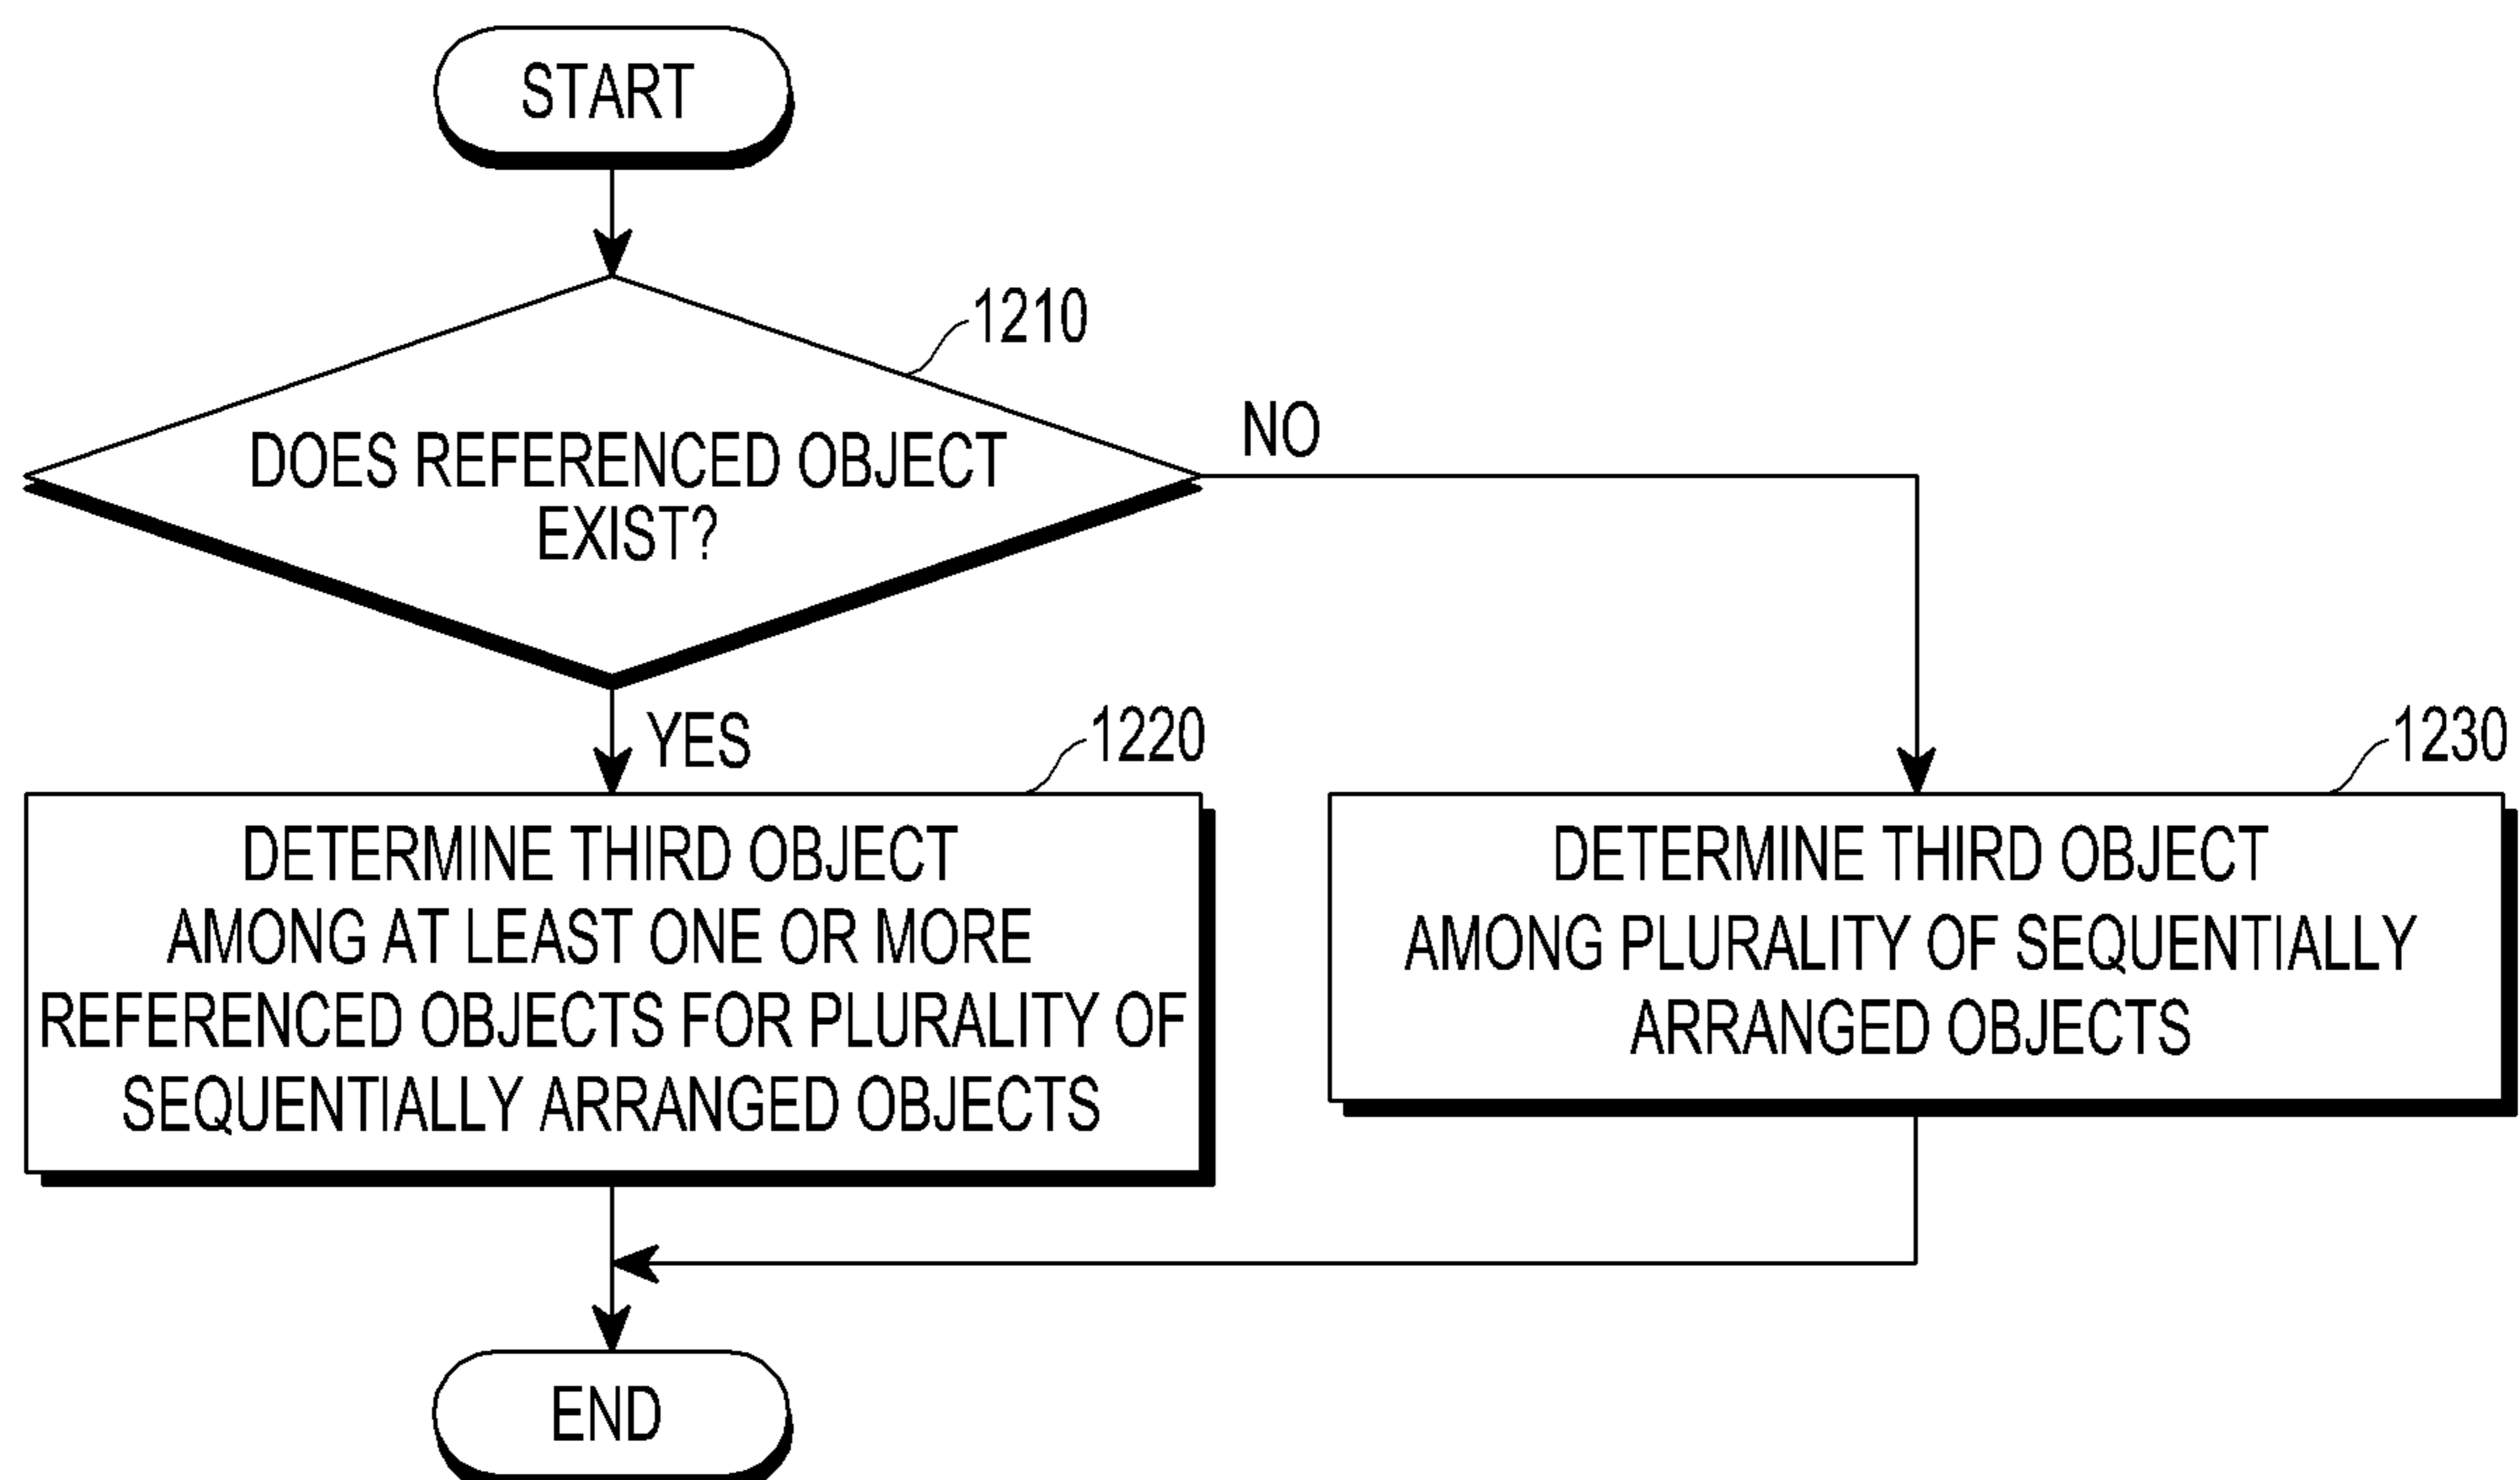 START
1210
DOES REFERENCED OBJECT
EXIST?
NO
YES
1220
DETERMINE THIRD OBJECT
AMONG AT LEAST ONE OR MORE
REFERENCED OBJECTS FOR PLURALITY OF
SEQUENTIALLY ARRANGED OBJECTS
1230
DETERMINE THIRD OBJECT
AMONG PLURALITY OF SEQUENTIALLY
ARRANGED OBJECTS
END